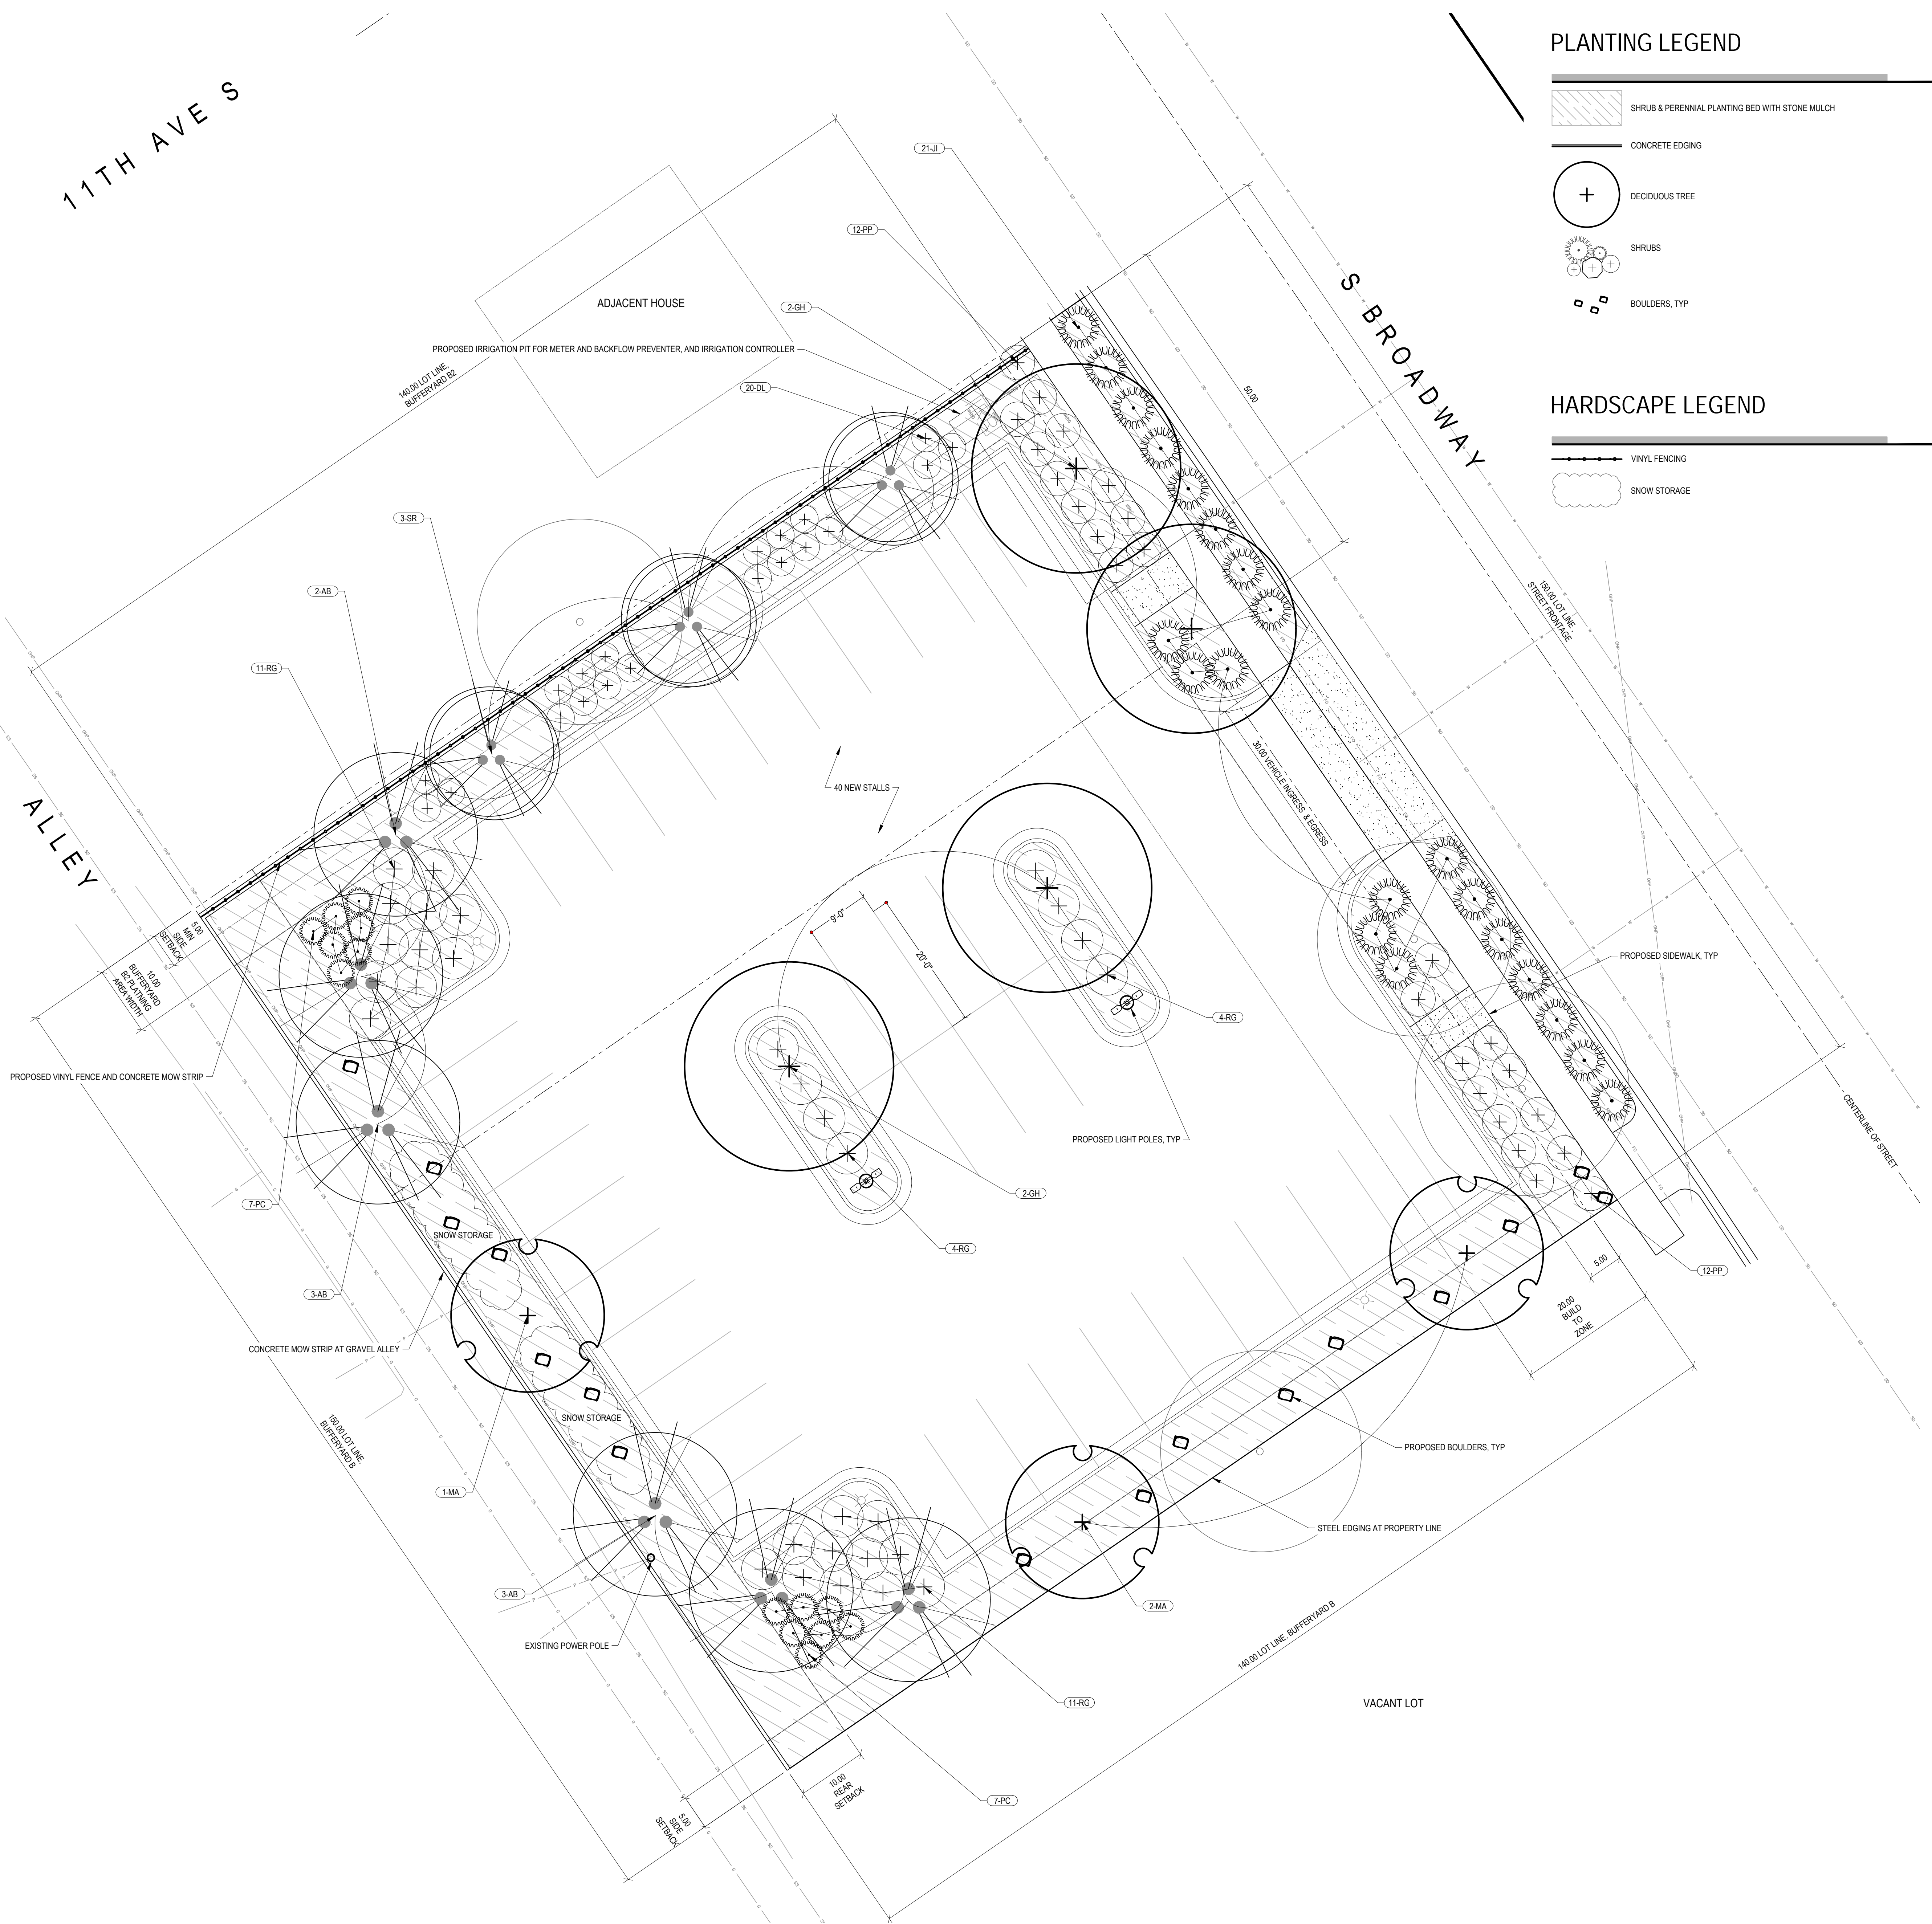 PLANTING LEGEND
SHRUB & PERENNIAL PLANTING BED WITH STONE MULCH
CONCRETE EDGING
DECIDUOUS TREE
SHRUBS
BOULDERS, TYP
HARDSCAPE LEGEND
VINYL FENCING
SNOW STORAGE
11TH AVE S
S BROADWAY
ALLEY
21-JI
12-PP
2-GH
ADJACENT HOUSE
PROPOSED IRRIGATION PIT FOR METER AND BACKFLOW PREVENTER, AND IRRIGATION CONTROLLER
140.00 LOT LINE,
BUFFERYARD B2
20-DL
50.00
3-SR
2-AB
11-RG
150.00 LOT LINE
STREET FRONTAGE
40 NEW STALLS
30.00 VEHICLE INGRESS & EGRESS
9'-0"
20'-0"
5.00
MIN
SIDE
SETBACK
10.00
BUFFERYARD
B2 PLATNING
AREA WIDTH
PROPOSED SIDEWALK, TYP
4-RG
PROPOSED VINYL FENCE AND CONCRETE MOW STRIP
PROPOSED LIGHT POLES, TYP
CENTERLINE OF STREET
7-PC
2-GH
SNOW STORAGE
4-RG
5.00
12-PP
3-AB
20.00
BUILD
TO
ZONE
CONCRETE MOW STRIP AT GRAVEL ALLEY
SNOW STORAGE
150.00 LOT LINE,
BUFFERYARD B
PROPOSED BOULDERS, TYP
1-MA
STEEL EDGING AT PROPERTY LINE
3-AB
2-MA
EXISTING POWER POLE
140.00 LOT LINE, BUFFERYARD B
11-RG
VACANT LOT
10.00
REAR
SETBACK
7-PC
5.00
SIDE
SETBACK